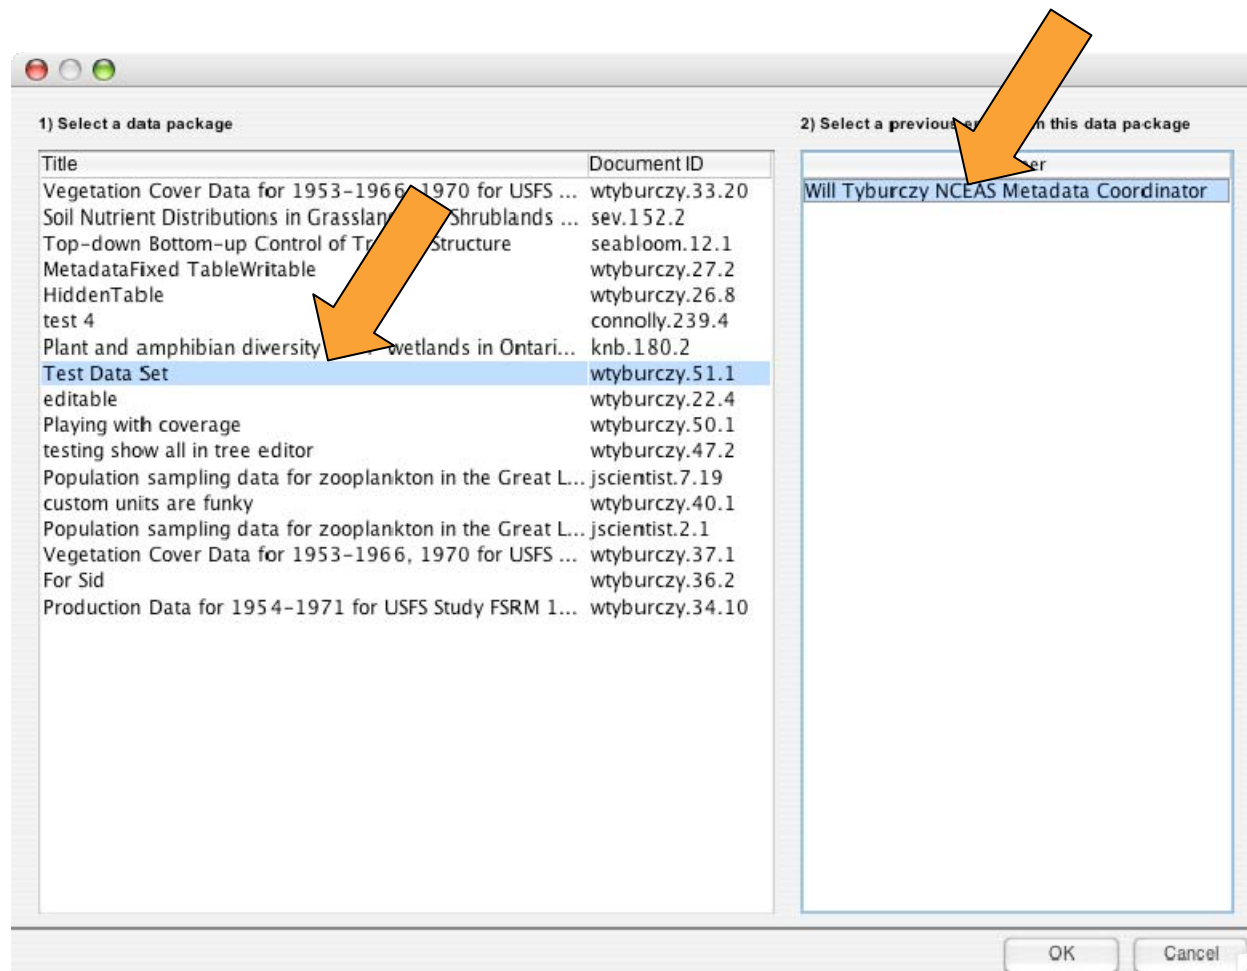 1) Select a data package
2) Select a previous this data package
Title Document ID
Vegetation Cover Data for 1953-1966, 1970 for USFS ... wtyburczy.33.20
Soil Nutrient Distributions in Shrublands ... sev.152.2
Top-down Bottom-up Control of Structure seabloom.12.1
MetadataFixed TableWritable wtyburczy.27.2
HiddenTable wtyburczy.26.8
test 4 connolly.239.4
Plant and amphibian diversity wetlands in Ontari... knb.180.2
Test Data Set wtyburczy.51.1
editable wtyburczy.22.4
Playing with coverage wtyburczy.50.1
testing show all in tree editor wtyburczy.47.2
Population sampling data for zooplankton in the Great L... jscientist.7.19
custom units are funky wtyburczy.40.1
Population sampling data for zooplankton in the Great L... jscientist.2.1
Vegetation Cover Data for 1953-1966, 1970 for USFS ... wtyburczy.37.1
For Sid wtyburczy.36.2
Production Data for 1954-1971 for USFS Study FSRM 1... wtyburczy.34.10
Will Tyburczy NCEAS Metadata Coordinator
OK Cancel